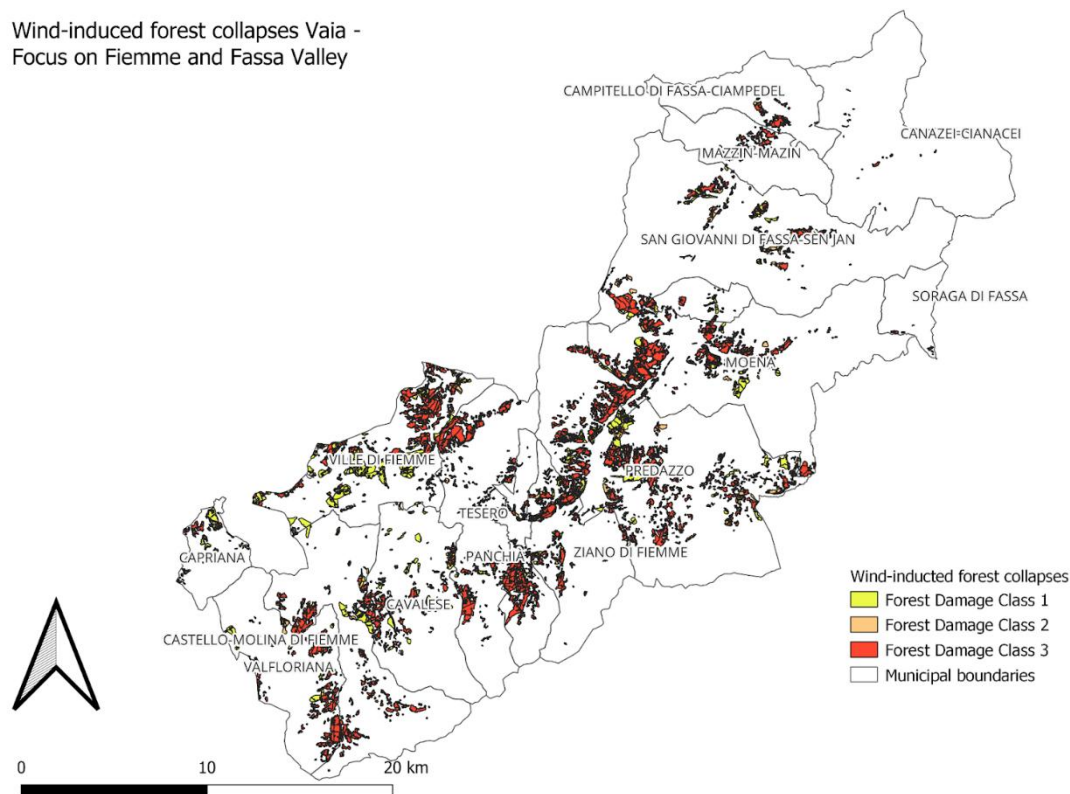 Wind-induced forest collapses Vaia -
Focus on Fiemme and Fassa Valley
CAMPITELLO DI FASSA-CIAMPEDEL
CANAZEI-CIANACEI
MAZZIN-MAZIN
SAN GIOVANNI DI FASSA-SÈN JAN
SORAGA DI FASSA
MOENA
VILLE DI FIEMME
PREDAZZO
TESERO
CAPRIANA
PANCHIÀ
ZIANO DI FIEMME
CAVALESE
CASTELLO-MOLINA DI FIEMME
VALFLORIANA
Wind-inducted forest collapses
Forest Damage Class 1
Forest Damage Class 2
Forest Damage Class 3
Municipal boundaries
0 10 20 km